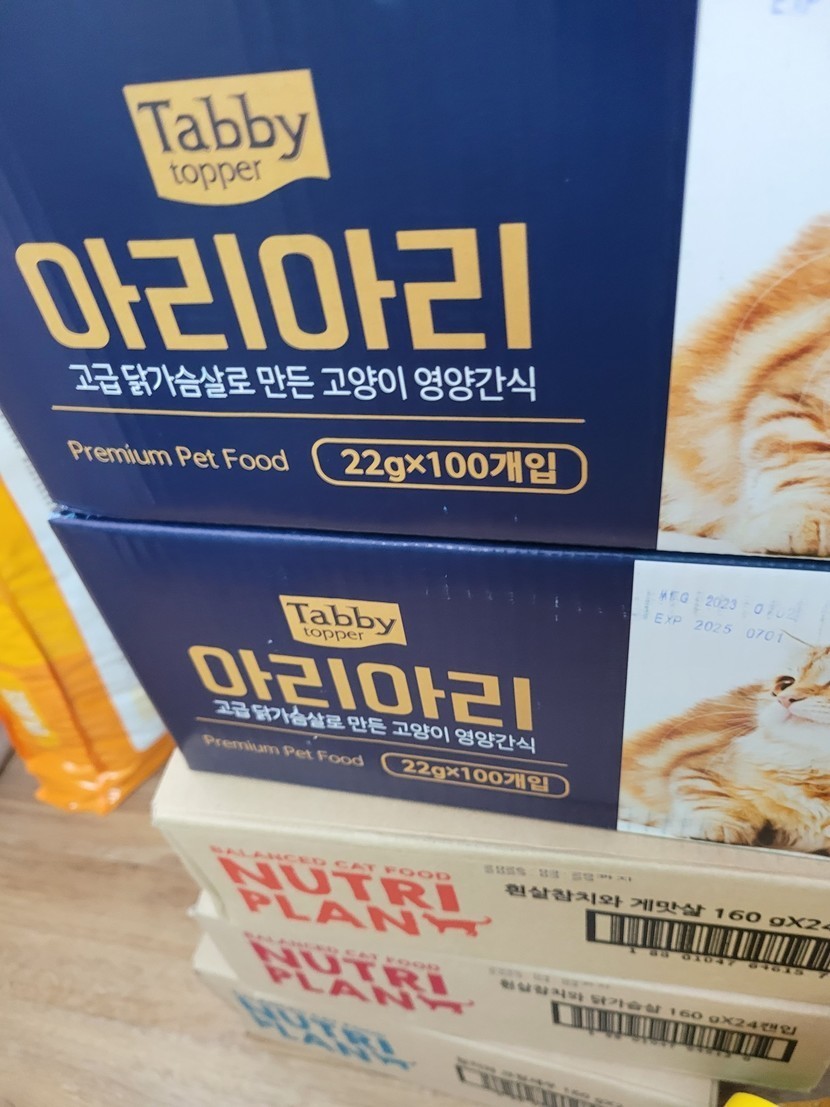 Tabby
topper
아리아리
고급 닭가슴살로 만든 고양이 영양간식
Premium Pet Food
22g×100개입
Tabby
topper
아리아리
고급 닭가슴살로 만든 고양이 영양간식
Premium Pet Food
22g×100개입
MFG 2023
EXP 2025 0701
BALANCED CAT FOOD
NUTRI
PLAN
흰살참치와 게맛살 160 gX24
BALANCED CAT FOOD
NUTRI
PLAN
흰살참치와 닭가슴살 160 gX24캔입
NUTRI
PLAN